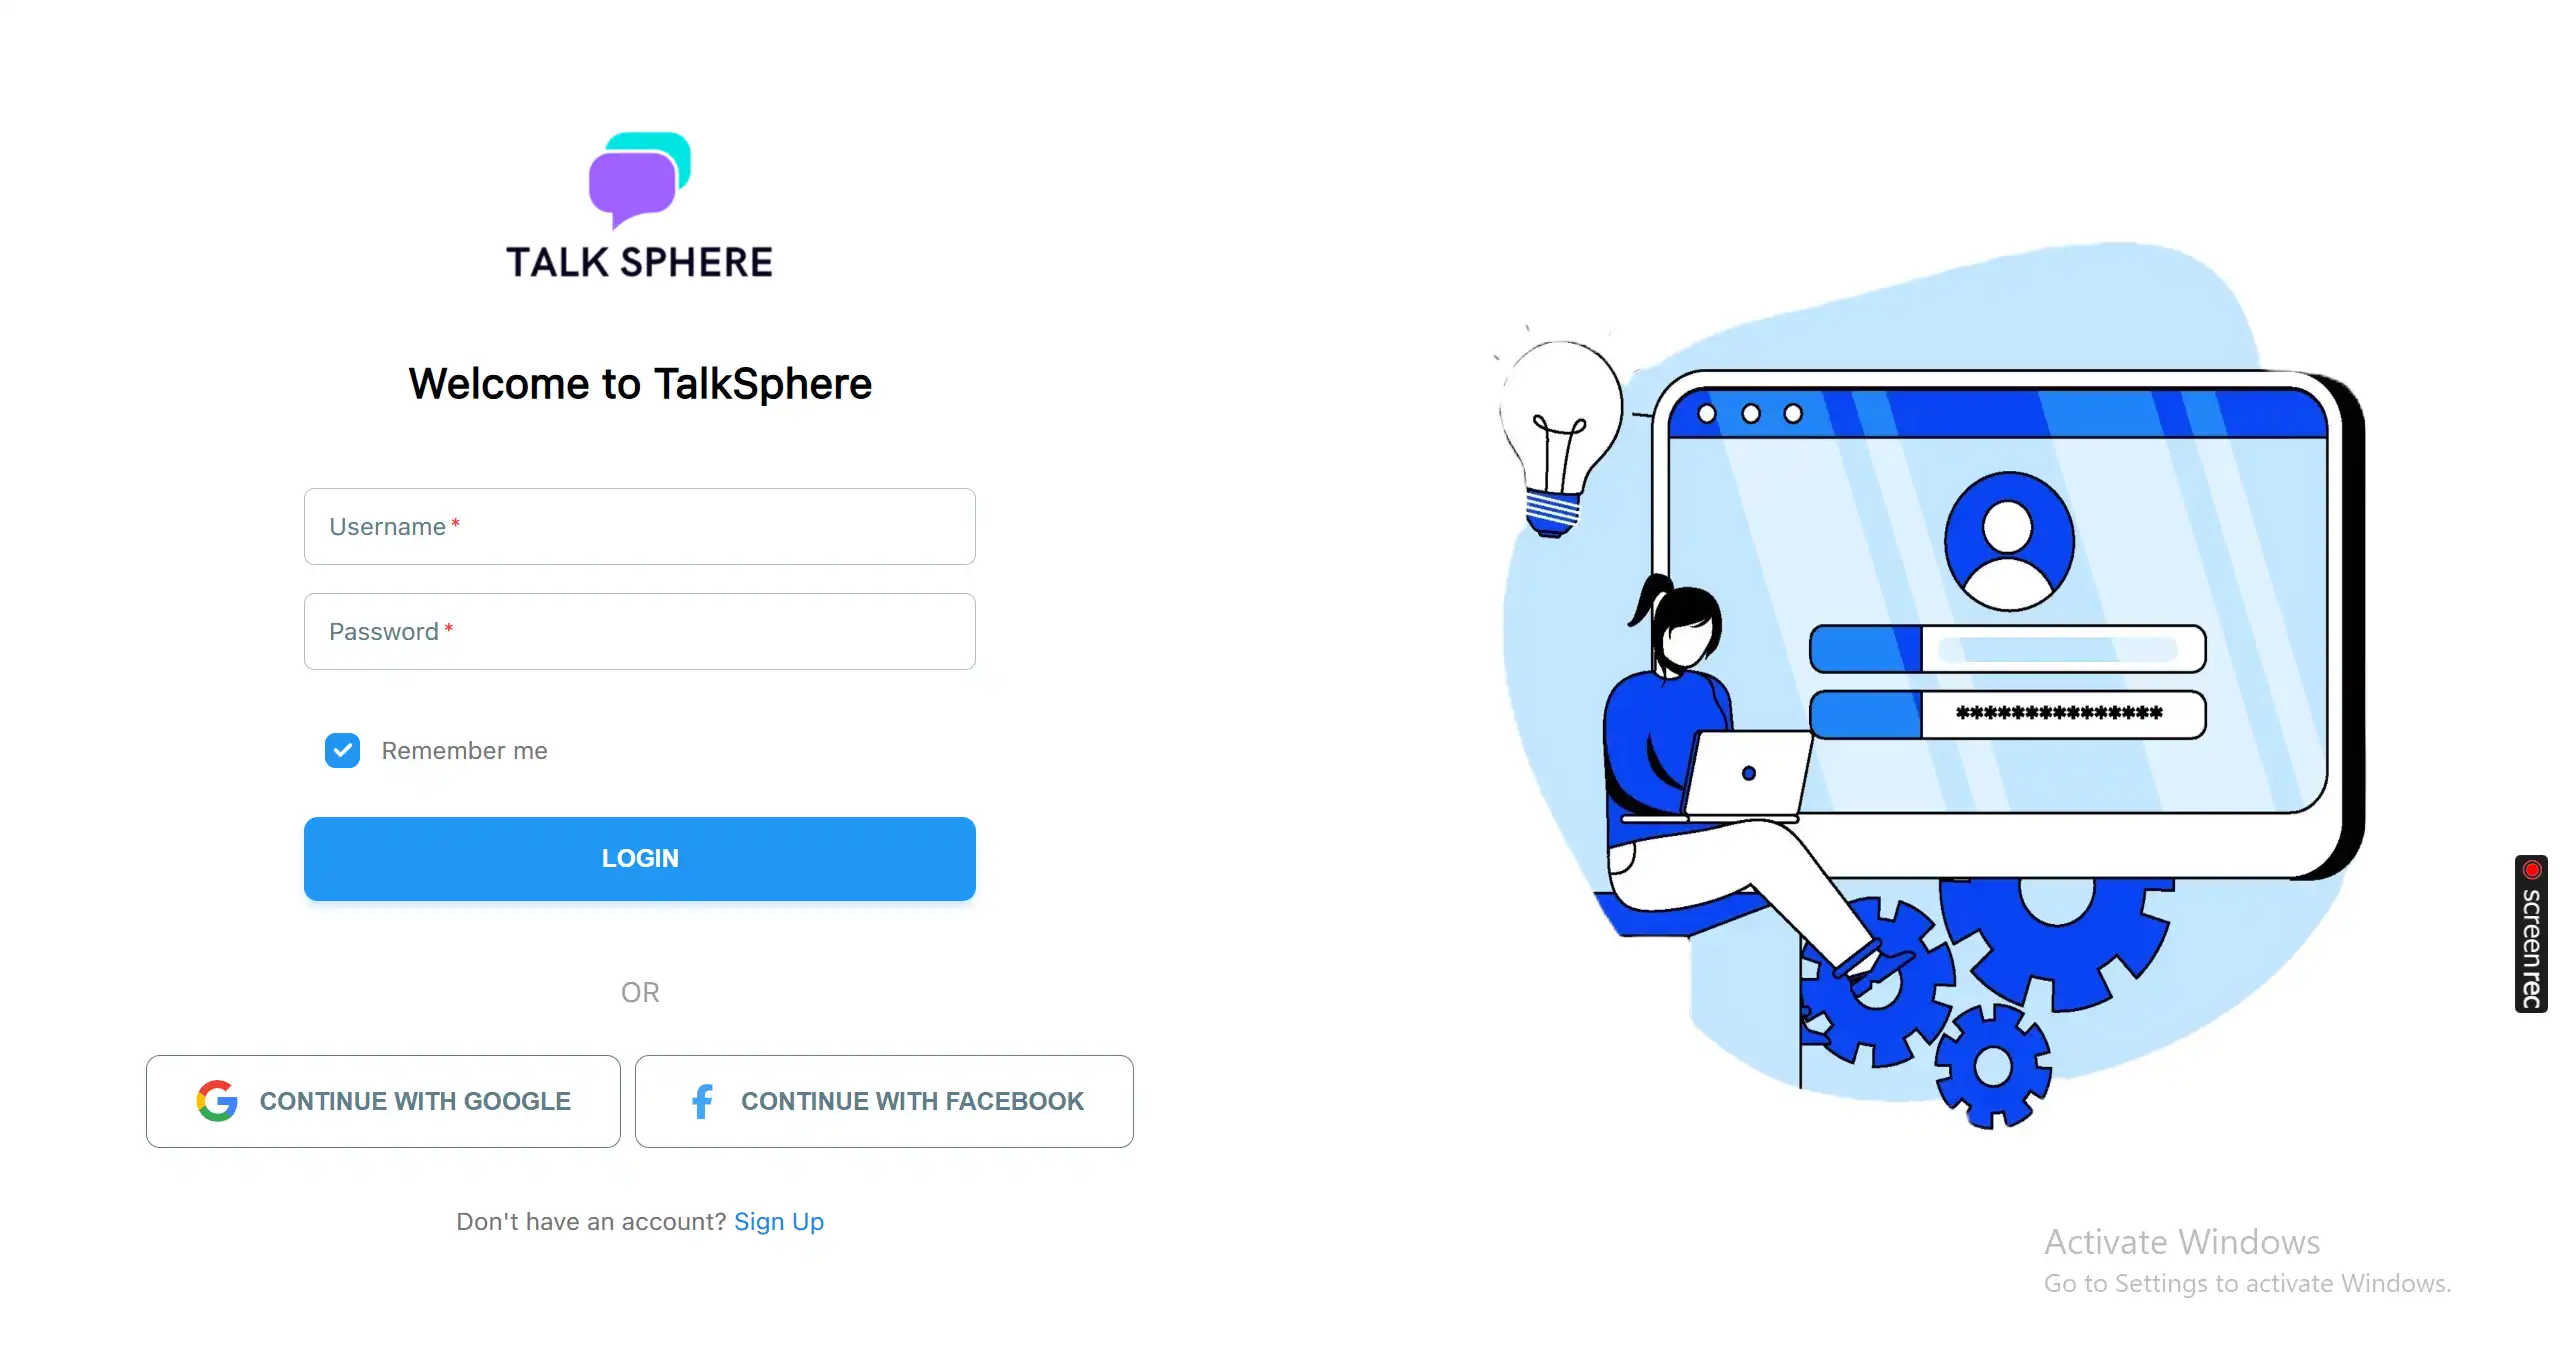 TALK SPHERE
Welcome to TalkSphere
Username *
Password *
Remember me
LOGIN
OR
CONTINUE WITH GOOGLE
CONTINUE WITH FACEBOOK
Don't have an account? Sign Up
***************
screenrec
Activate Windows
Go to Settings to activate Windows.